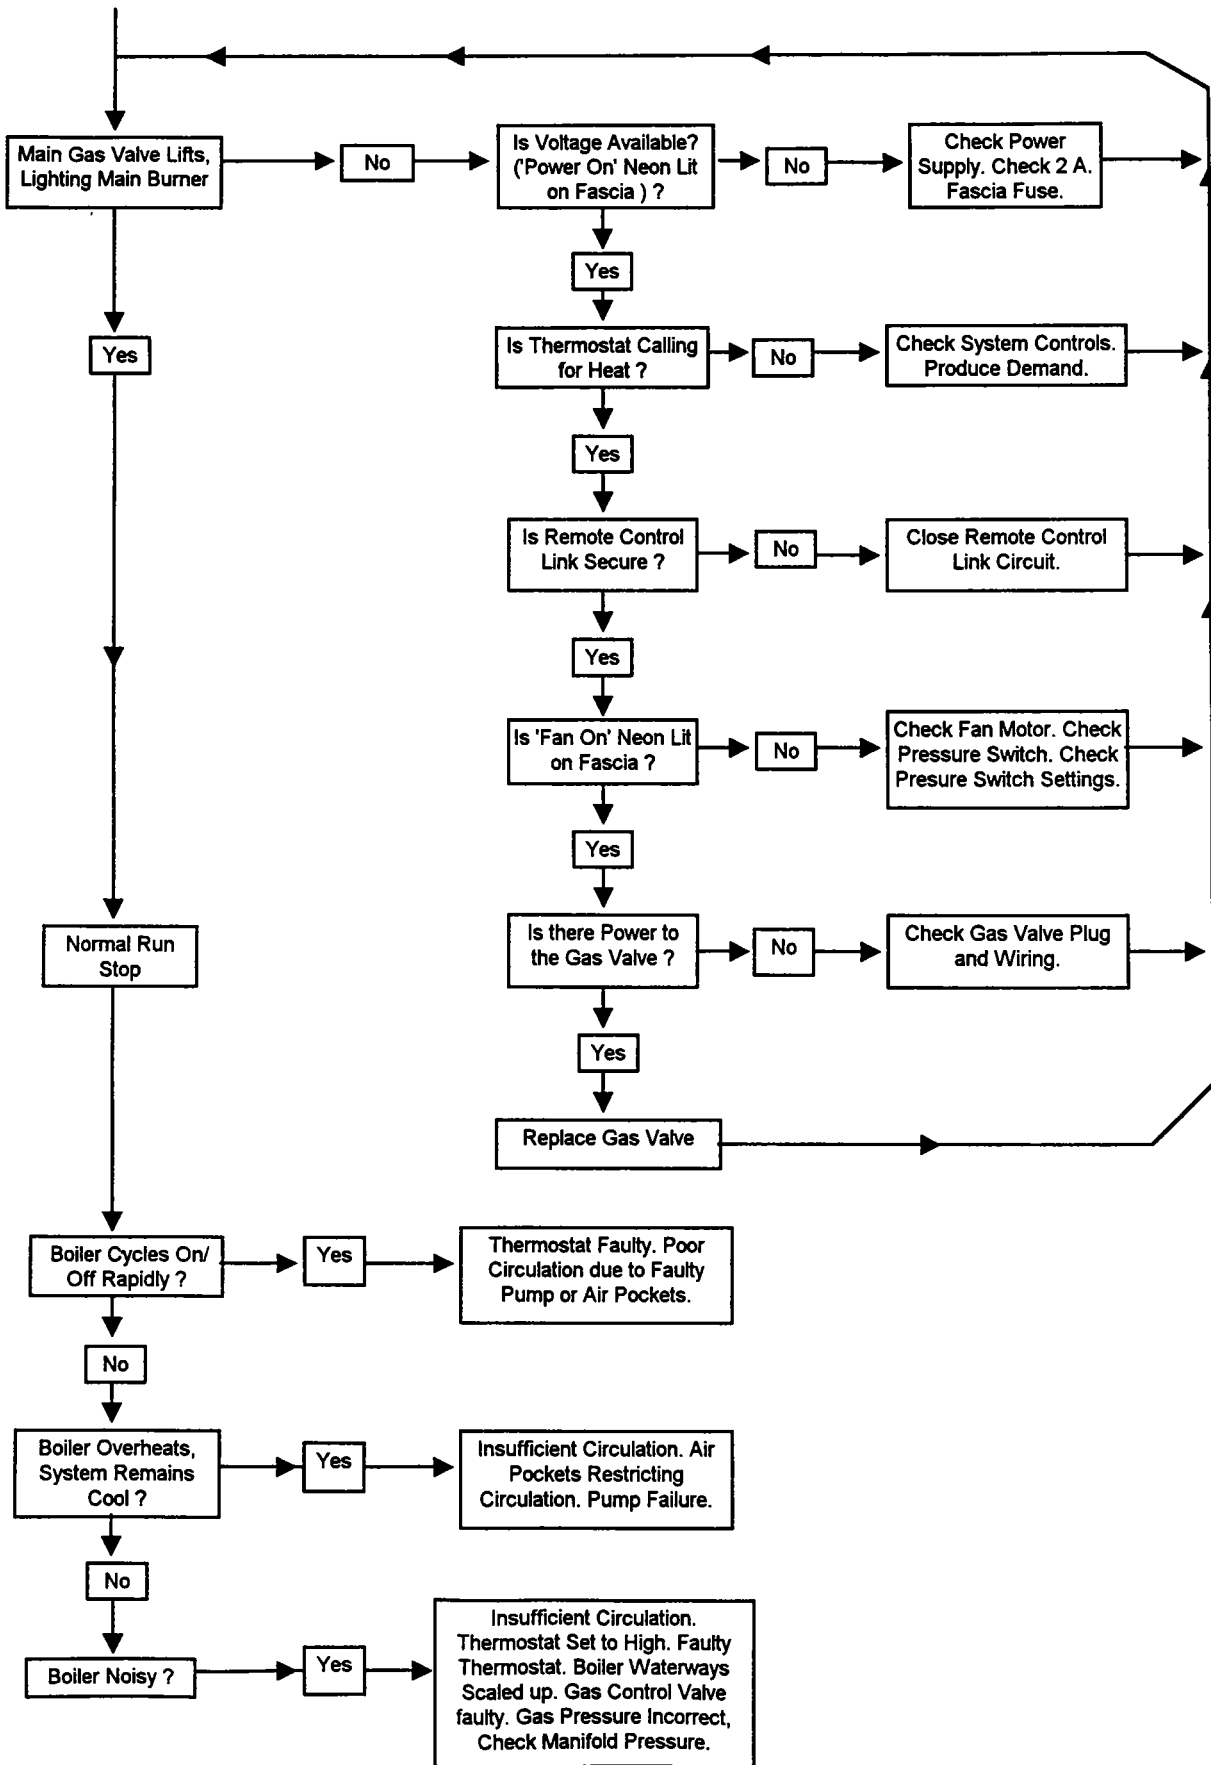 Main Gas Valve Lifts,
Lighting Main Burner
No
Is Voltage Available?
('Power On' Neon Lit
on Fascia ) ?
No
Check Power
Supply. Check 2 A.
Fascia Fuse.
Yes
Yes
Is Thermostat Calling
for Heat ?
No
Check System Controls.
Produce Demand.
Yes
Is Remote Control
Link Secure ?
No
Close Remote Control
Link Circuit.
Yes
Is 'Fan On' Neon Lit
on Fascia ?
No
Check Fan Motor. Check
Pressure Switch. Check
Presure Switch Settings.
Yes
Normal Run
Stop
Is there Power to
the Gas Valve ?
No
Check Gas Valve Plug
and Wiring.
Yes
Replace Gas Valve
Boiler Cycles On/
Off Rapidly ?
Yes
Thermostat Faulty. Poor
Circulation due to Faulty
Pump or Air Pockets.
No
Boiler Overheats,
System Remains
Cool ?
Yes
Insufficient Circulation. Air
Pockets Restricting
Circulation. Pump Failure.
No
Boiler Noisy ?
Yes
Insufficient Circulation.
Thermostat Set to High. Faulty
Thermostat. Boiler Waterways
Scaled up. Gas Control Valve
faulty. Gas Pressure Incorrect,
Check Manifold Pressure.